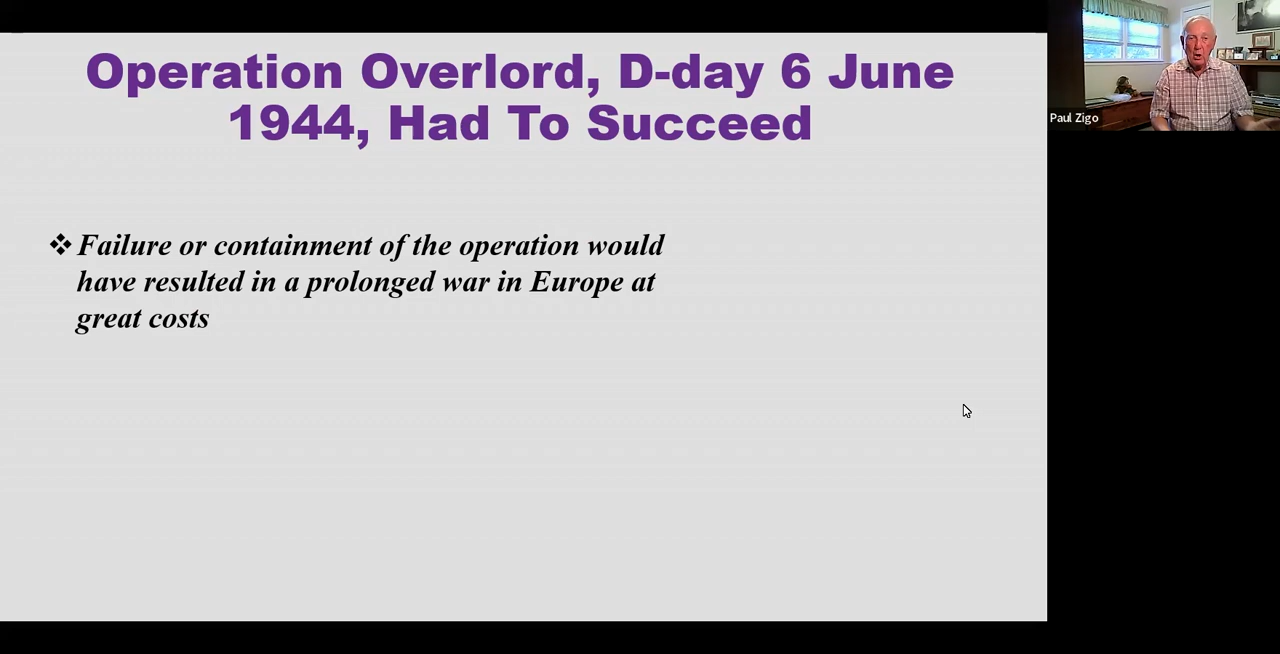 Operation Overlord, D-day 6 June
1944, Had To Succeed
Failure or containment of the operation would
have resulted in a prolonged war in Europe at
great costs
Paul Zigo